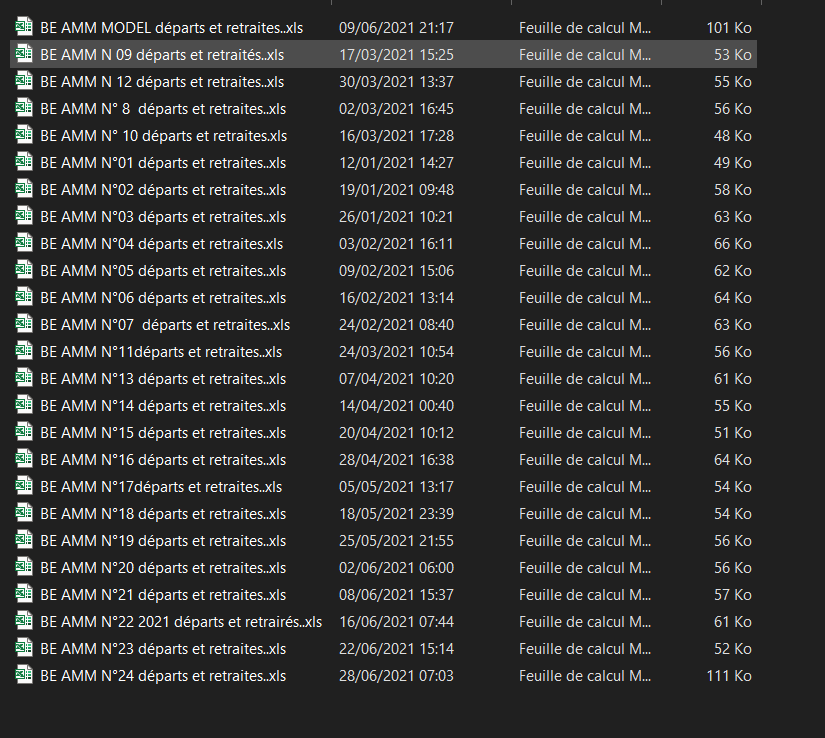 BE AMM MODEL départs et retraites..xls 09/06/2021 21:17 Feuille de calcul M... 101 Ko
BE AMM N 09 départs et retraités..xls 17/03/2021 15:25 Feuille de calcul M... 53 Ko
BE AMM N 12 départs et retraites..xls 30/03/2021 13:37 Feuille de calcul M... 55 Ko
BE AMM N° 8  départs et retraites..xls 02/03/2021 16:45 Feuille de calcul M... 56 Ko
BE AMM N° 10 départs et retraites.xls 16/03/2021 17:28 Feuille de calcul M... 48 Ko
BE AMM N°01 départs et retraites..xls 12/01/2021 14:27 Feuille de calcul M... 49 Ko
BE AMM N°02 départs et retraites..xls 19/01/2021 09:48 Feuille de calcul M... 58 Ko
BE AMM N°03 départs et retraites..xls 26/01/2021 10:21 Feuille de calcul M... 63 Ko
BE AMM N°04 départs et retraites.xls 03/02/2021 16:11 Feuille de calcul M... 66 Ko
BE AMM N°05 départs et retraites..xls 09/02/2021 15:06 Feuille de calcul M... 62 Ko
BE AMM N°06 départs et retraites..xls 16/02/2021 13:14 Feuille de calcul M... 64 Ko
BE AMM N°07  départs et retraites..xls 24/02/2021 08:40 Feuille de calcul M... 63 Ko
BE AMM N°11départs et retraites..xls 24/03/2021 10:54 Feuille de calcul M... 56 Ko
BE AMM N°13 départs et retraites..xls 07/04/2021 10:20 Feuille de calcul M... 61 Ko
BE AMM N°14 départs et retraites..xls 14/04/2021 00:40 Feuille de calcul M... 55 Ko
BE AMM N°15 départs et retraites..xls 20/04/2021 10:12 Feuille de calcul M... 51 Ko
BE AMM N°16 départs et retraites..xls 28/04/2021 16:38 Feuille de calcul M... 64 Ko
BE AMM N°17départs et retraites..xls 05/05/2021 13:17 Feuille de calcul M... 54 Ko
BE AMM N°18 départs et retraites..xls 18/05/2021 23:39 Feuille de calcul M... 54 Ko
BE AMM N°19 départs et retraites..xls 25/05/2021 21:55 Feuille de calcul M... 56 Ko
BE AMM N°20 départs et retraites..xls 02/06/2021 06:00 Feuille de calcul M... 56 Ko
BE AMM N°21 départs et retraites..xls 08/06/2021 15:37 Feuille de calcul M... 57 Ko
BE AMM N°22 2021 départs et retrairés..xls 16/06/2021 07:44 Feuille de calcul M... 61 Ko
BE AMM N°23 départs et retraites..xls 22/06/2021 15:14 Feuille de calcul M... 52 Ko
BE AMM N°24 départs et retraites..xls 28/06/2021 07:03 Feuille de calcul M... 111 Ko